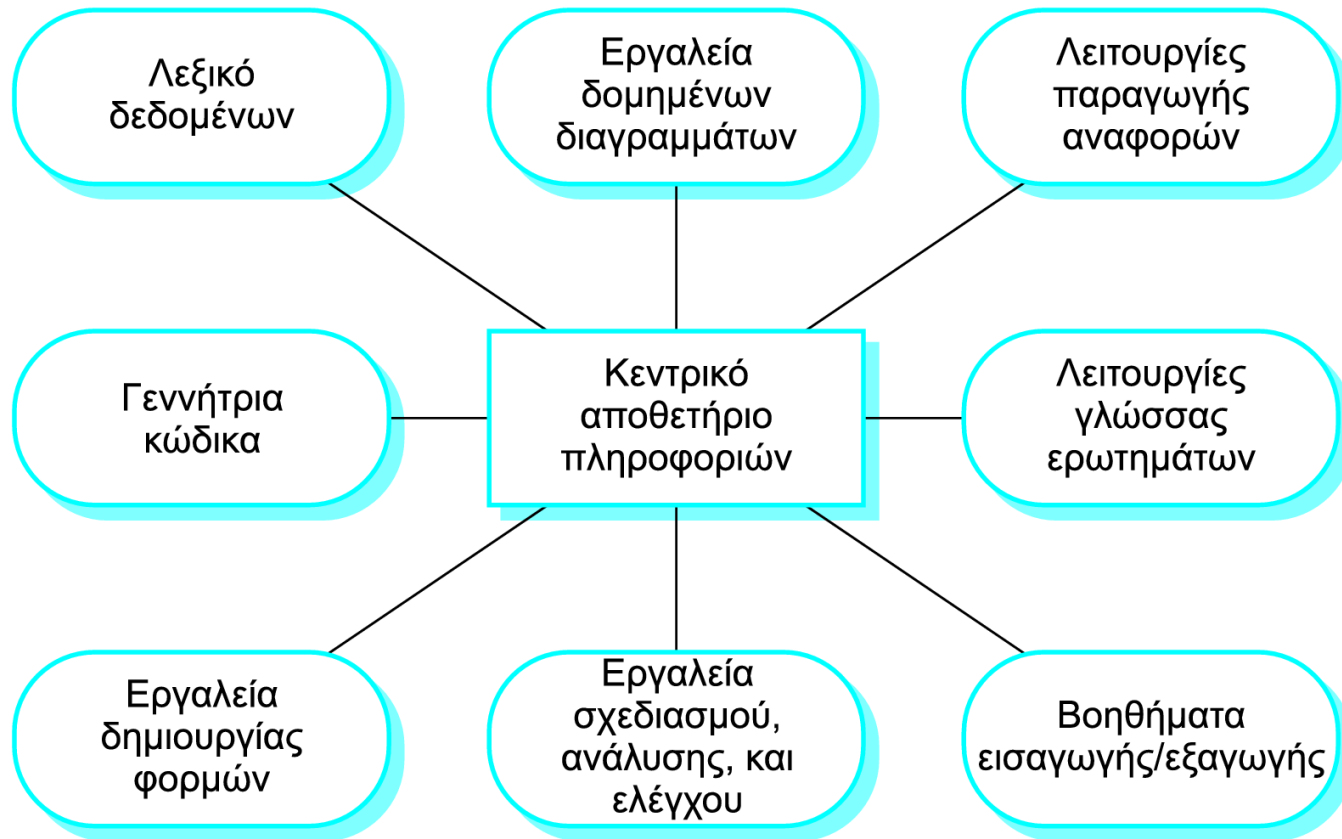 Λεξικό
δεδομένων
Εργαλεία
δομημένων
διαγραμμάτων
Λειτουργίες
παραγωγής
αναφορών
Γεννήτρια
κώδικα
Κεντρικό
αποθετήριο
πληροφοριών
Λειτουργίες
γλώσσας
ερωτημάτων
Εργαλεία
δημιουργίας
φορμών
Εργαλεία
σχεδιασμού,
ανάλυσης, και
ελέγχου
Βοηθήματα
εισαγωγής/εξαγωγής